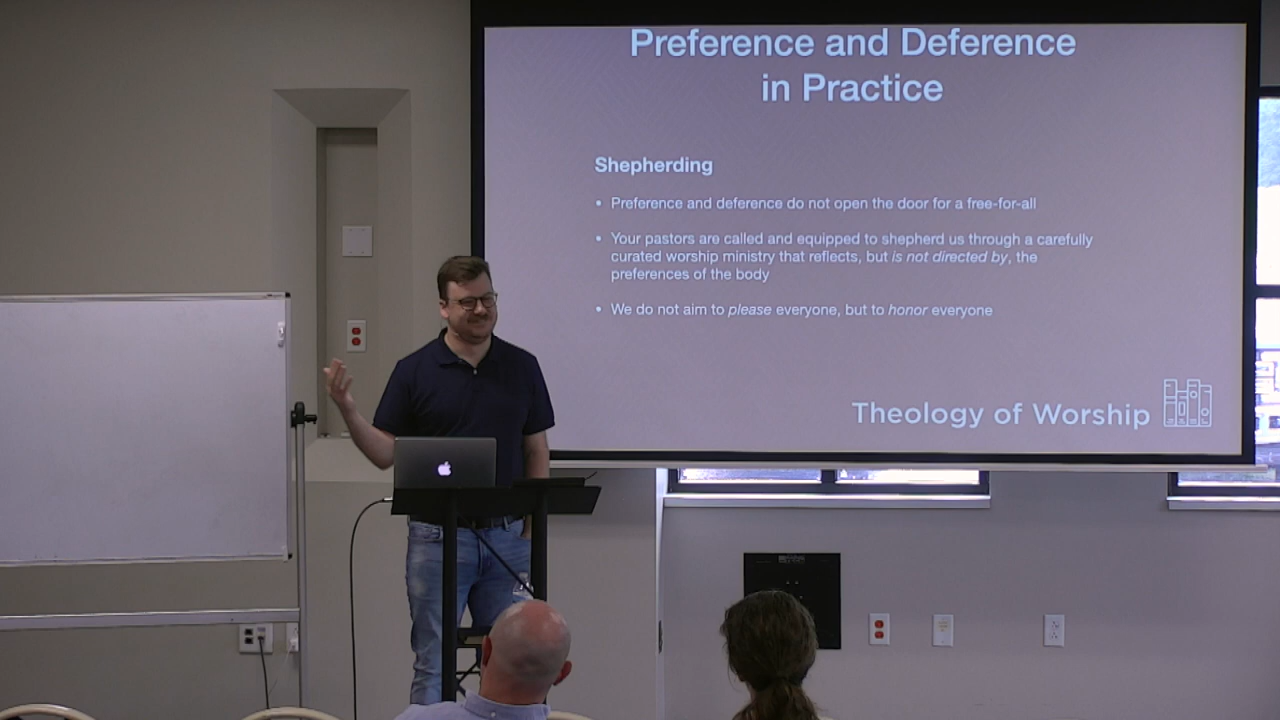 Preference and Deference
in Practice
Shepherding
• Preference and deference do not open the door for a free-for-all
• Your pastors are called and equipped to shepherd us through a carefully
curated worship ministry that reflects, but is not directed by, the
preferences of the body
• We do not aim to please everyone, but to honor everyone
Theology of Worship